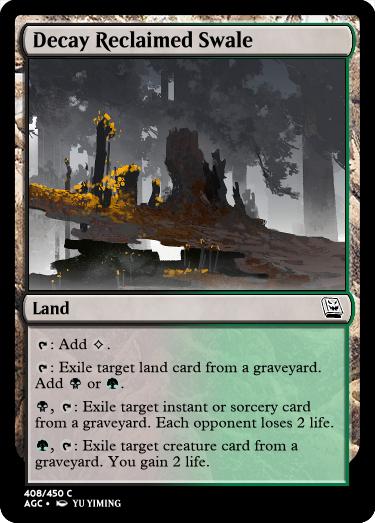 Decay Reclaimed Swale
Land
: Add .
: Exile target land card from a graveyard.
Add or .
, : Exile target instant or sorcery card
from a graveyard. Each opponent loses 2 life.
, : Exile target creature card from a
graveyard. You gain 2 life.
408/450 C
AGC • YU YIMING